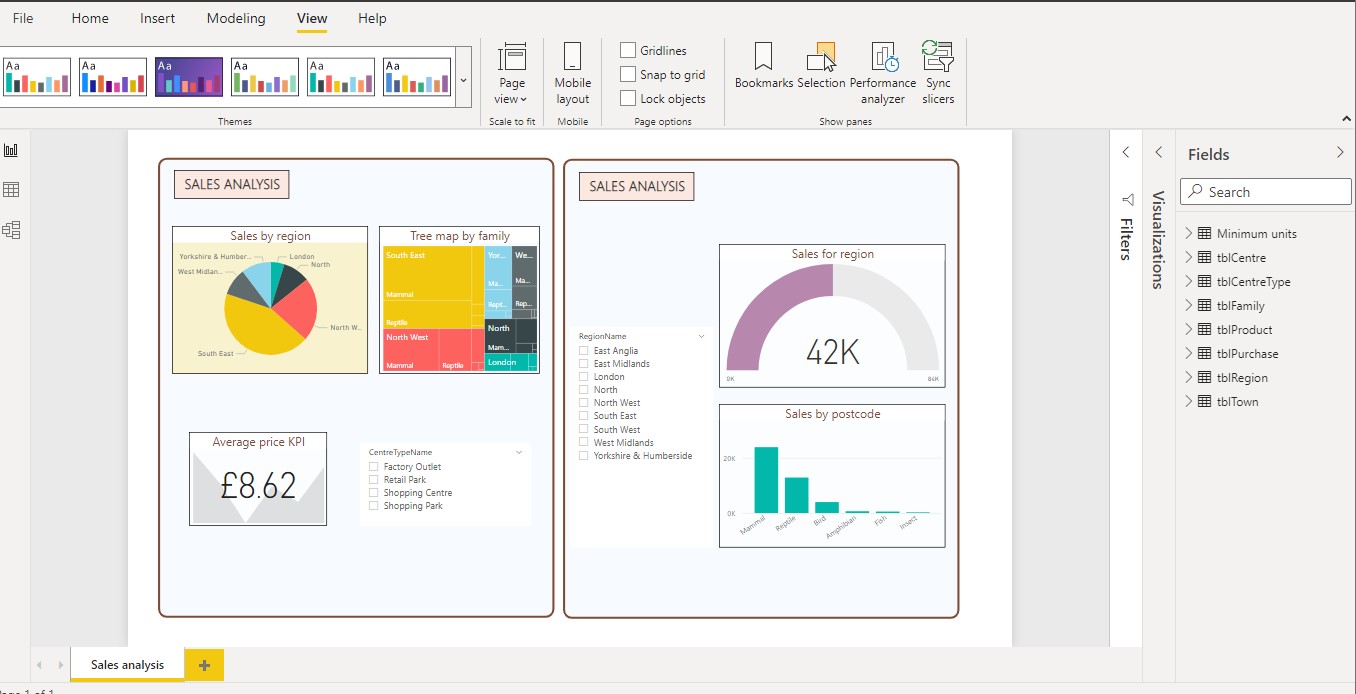 File Home Insert Modeling View Help
Aa Aa Aa Aa Aa Aa
Page view
Mobile layout
Gridlines
Snap to grid
Lock objects
Bookmarks Selection Performance analyzer Sync slicers
Themes Scale to fit Mobile Page options Show panes
SALES ANALYSIS
Sales by region
Yorkshire & Humber...
London
North
West Midlan...
North W...
South East
Tree map by family
South East
Mammal
Reptile
North West
Mammal Reptile
Yor...
Ma...
Rept...
We...
Ma...
Rep...
North
Mam...
London
Average price KPI
£8.62
CentreTypeName
Factory Outlet
Retail Park
Shopping Centre
Shopping Park
SALES ANALYSIS
RegionName
East Anglia
East Midlands
London
North
North West
South East
South West
West Midlands
Yorkshire & Humberside
Sales for region
42K
0K 84K
Sales by postcode
20K
0K
Mammal Reptile Bird Amphibian Fish Insect
Filters
Visualizations
Fields
Search
Minimum units
tblCentre
tblCentreType
tblFamily
tblProduct
tblPurchase
tblRegion
tblTown
Sales analysis
Page 1 of 1